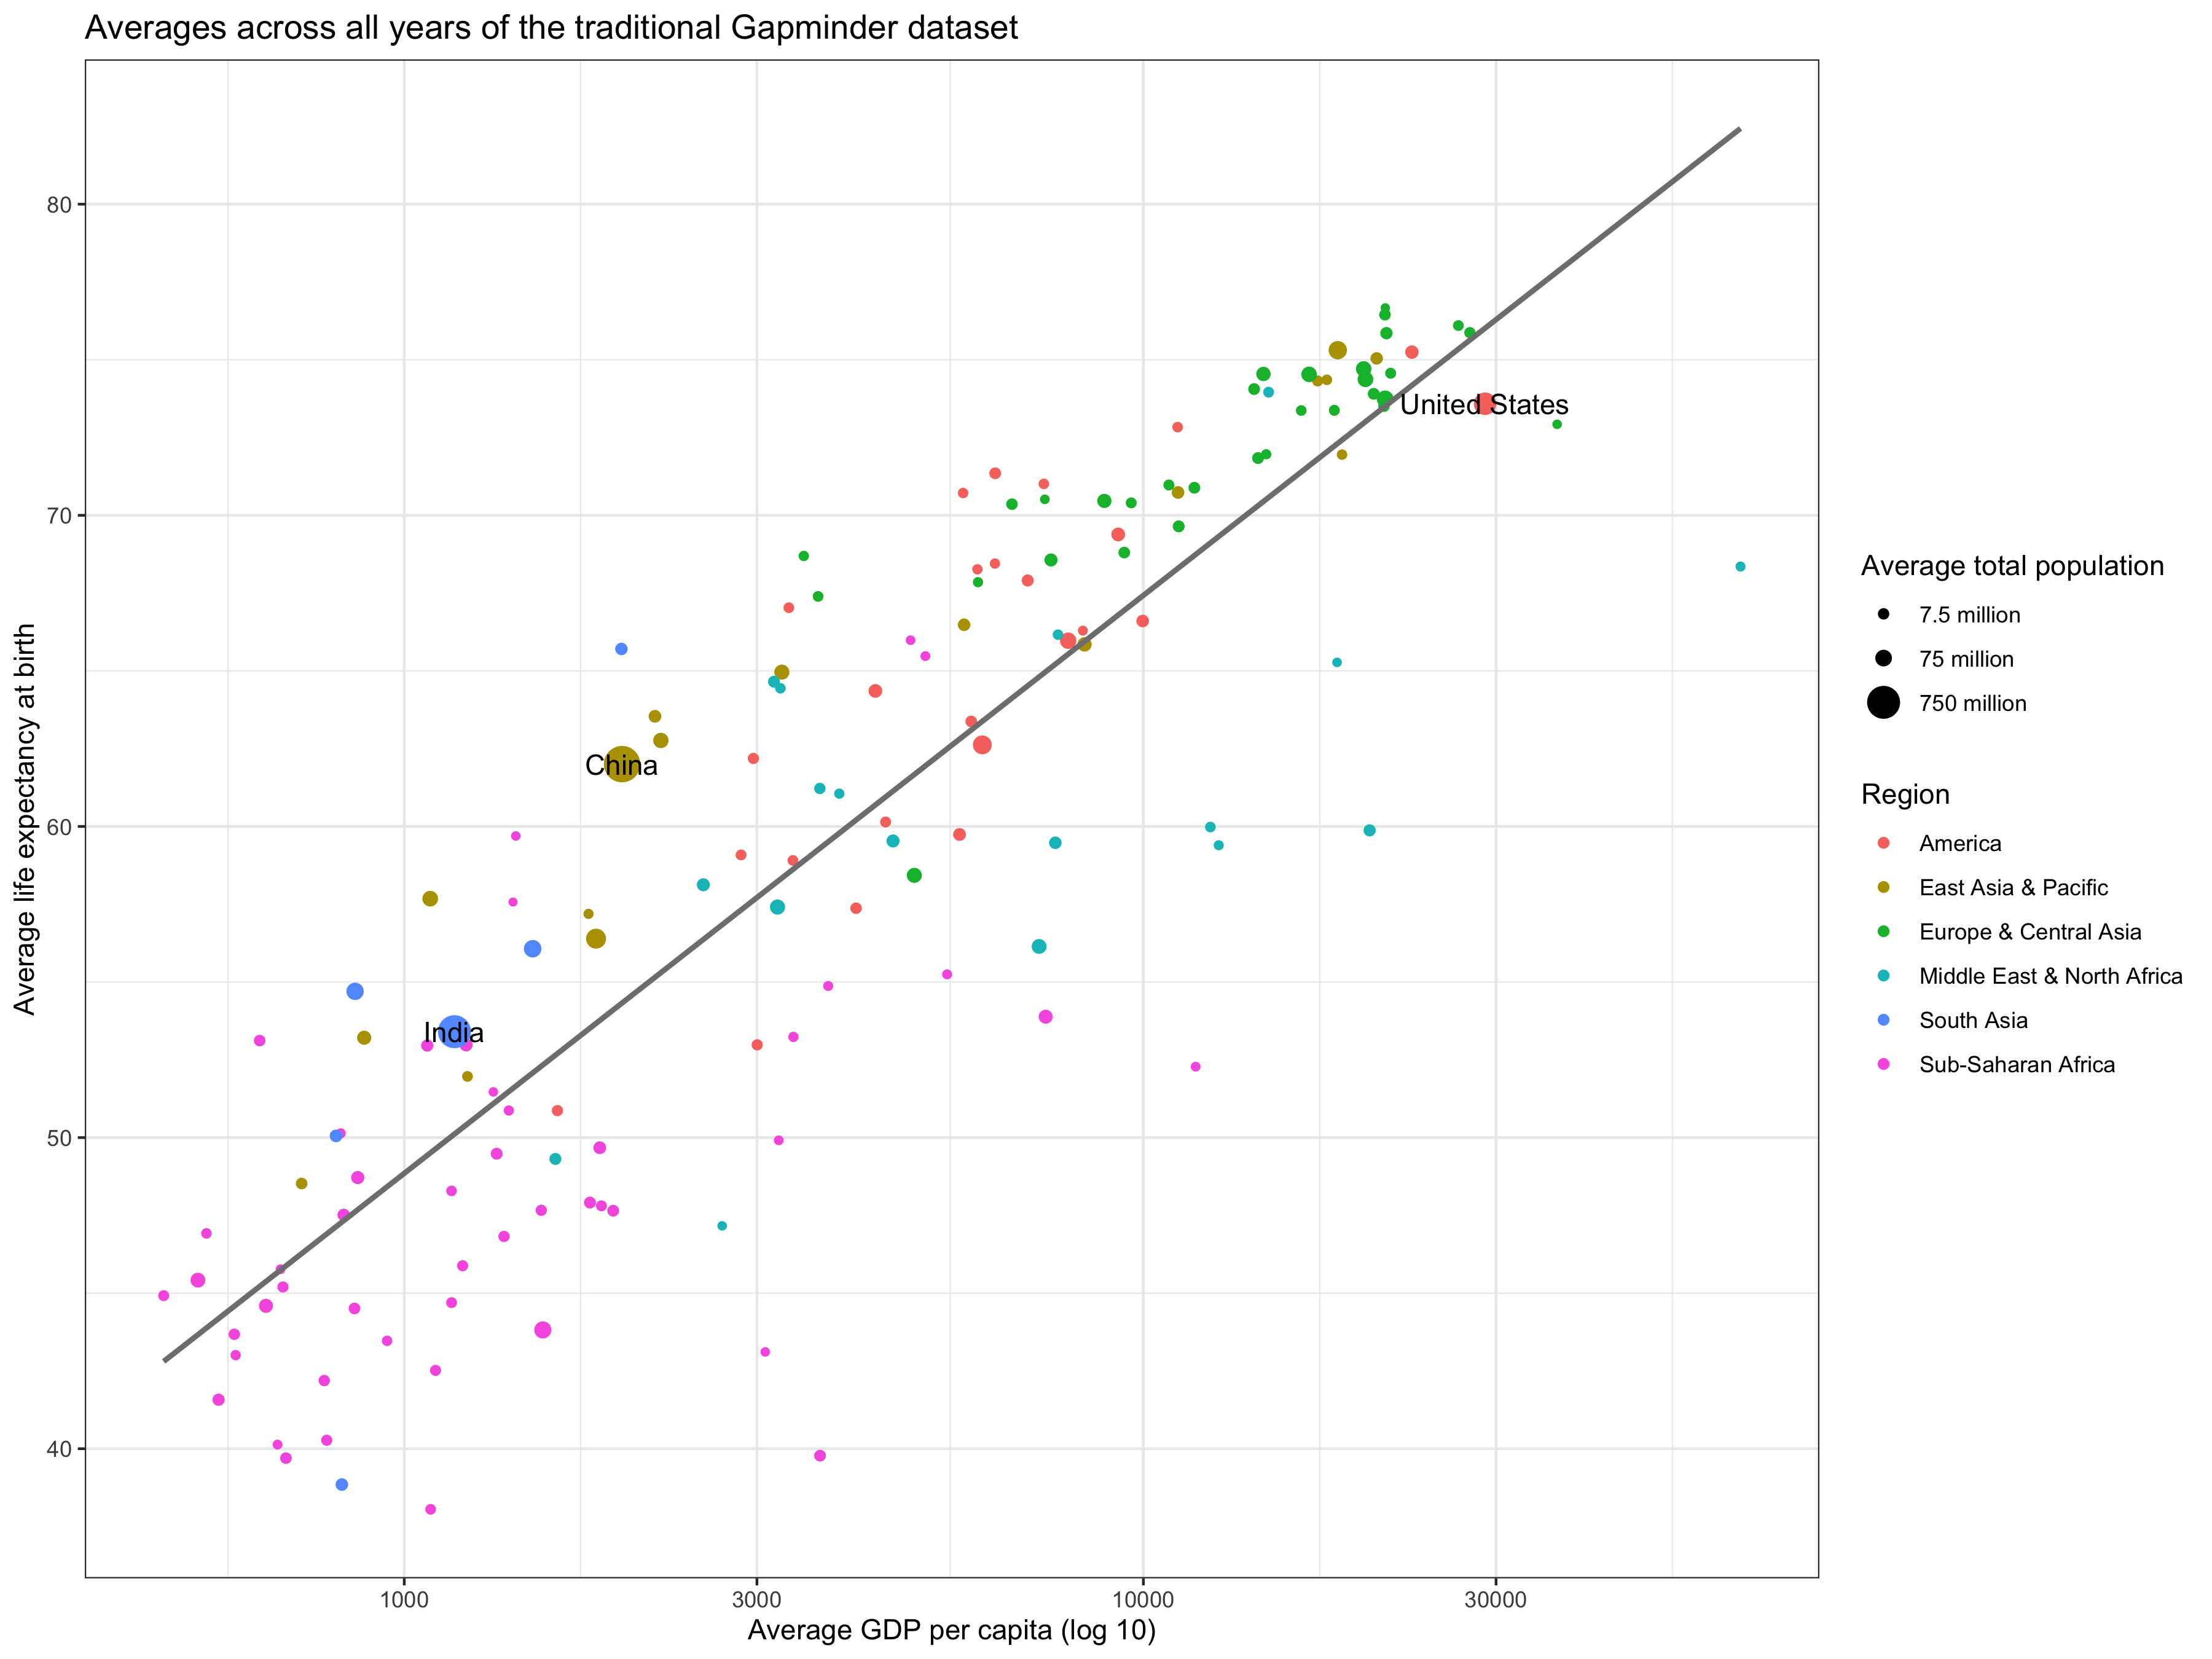 Averages across all years of the traditional Gapminder dataset
Average life expectancy at birth
80
70
60
50
40
United States
China
India
1000
3000
10000
30000
Average GDP per capita (log 10)
Average total population
7.5 million
75 million
750 million
Region
America
East Asia & Pacific
Europe & Central Asia
Middle East & North Africa
South Asia
Sub-Saharan Africa